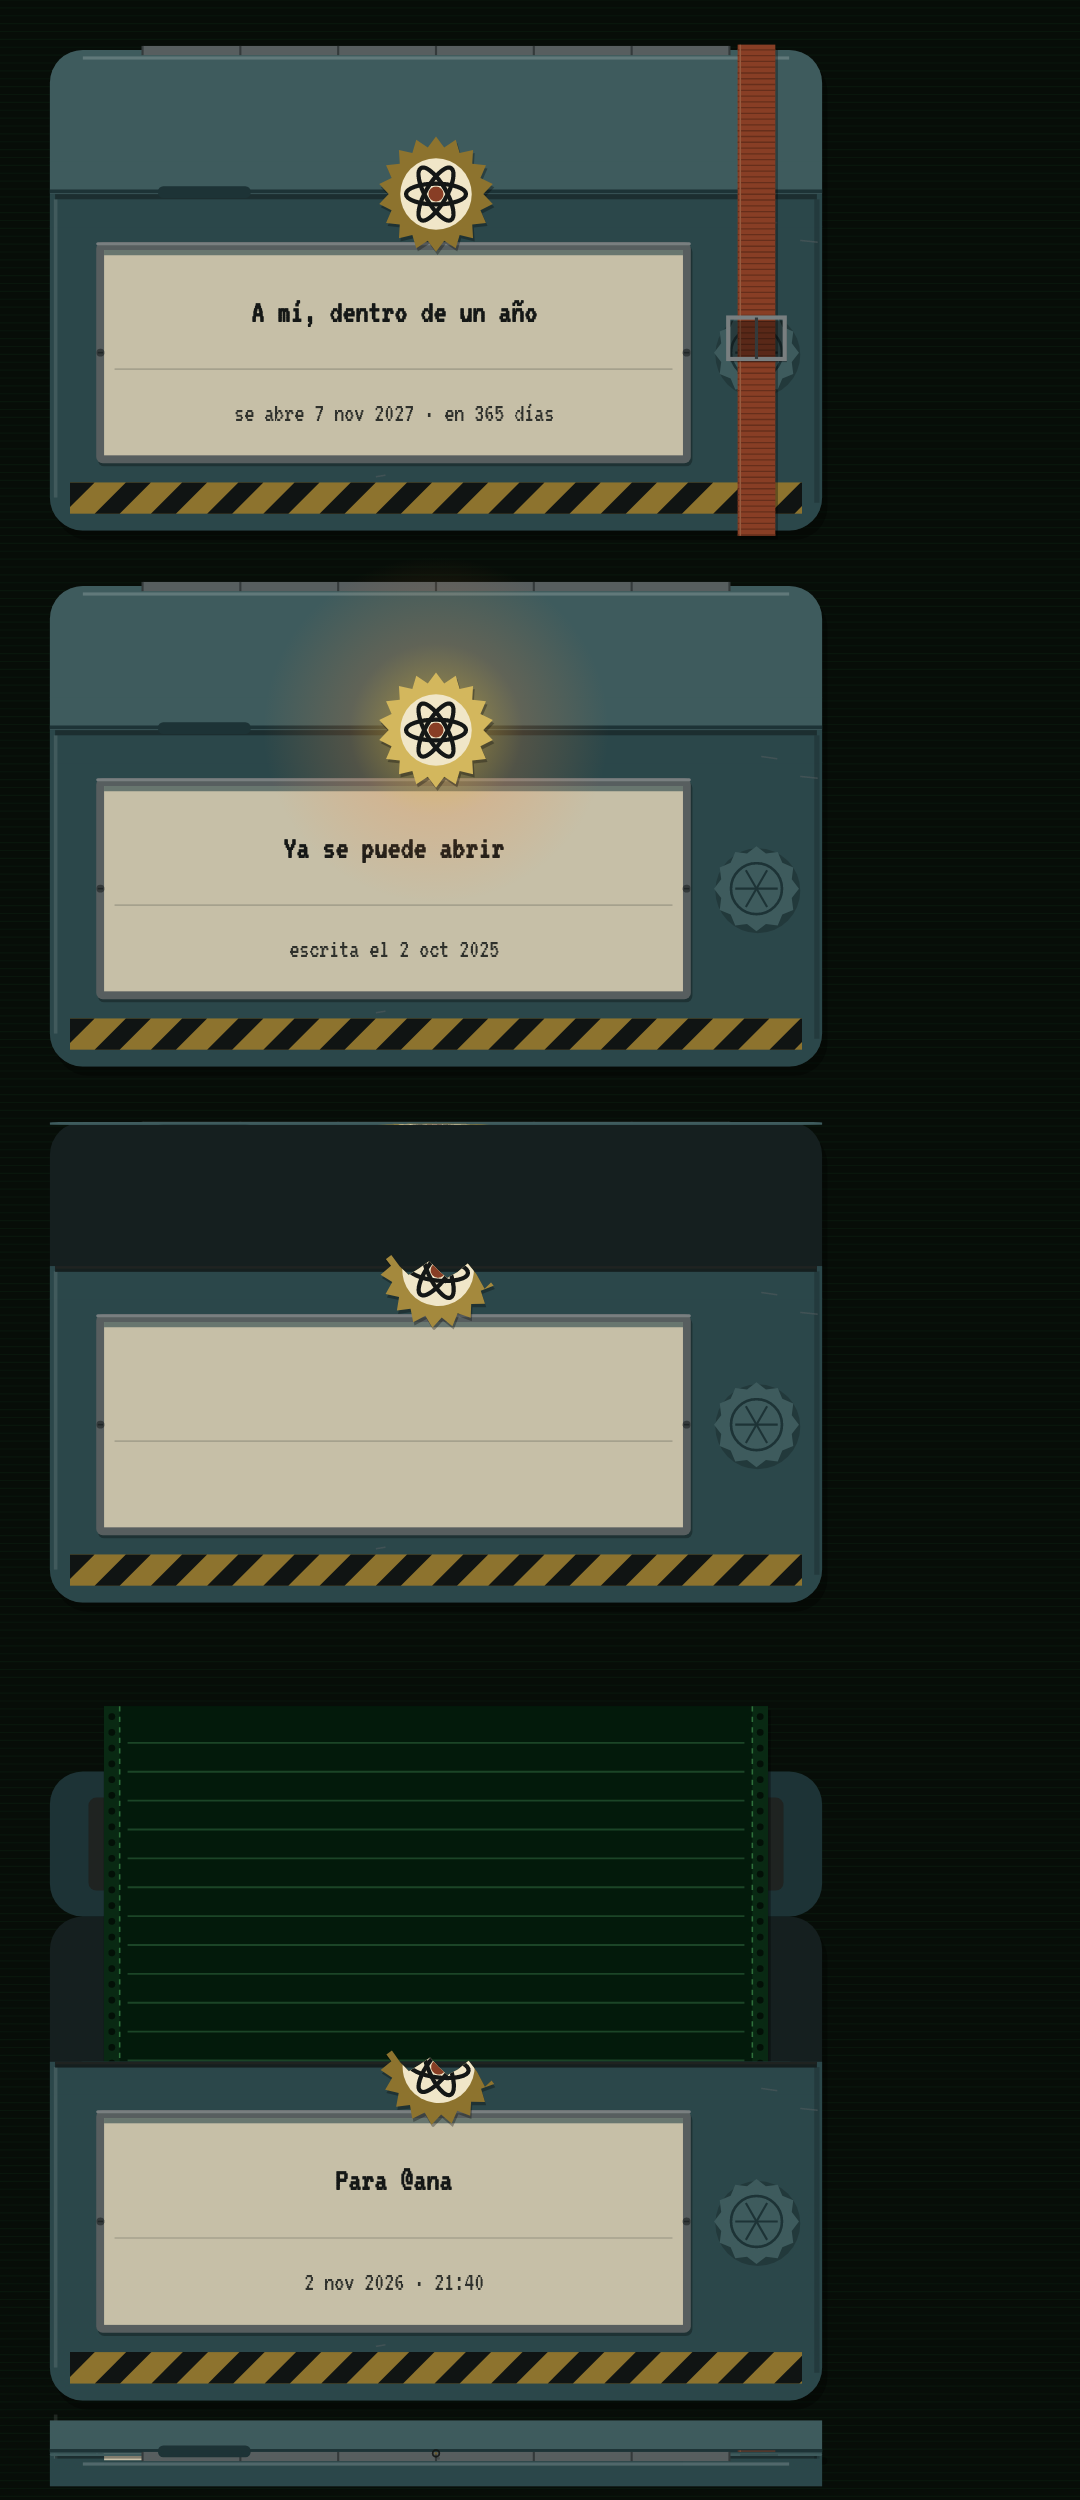 A mí, dentro de un año
se abre 7 nov 2027 · en 365 días
Ya se puede abrir
escrita el 2 oct 2025
Para @ana
2 nov 2026 · 21:40